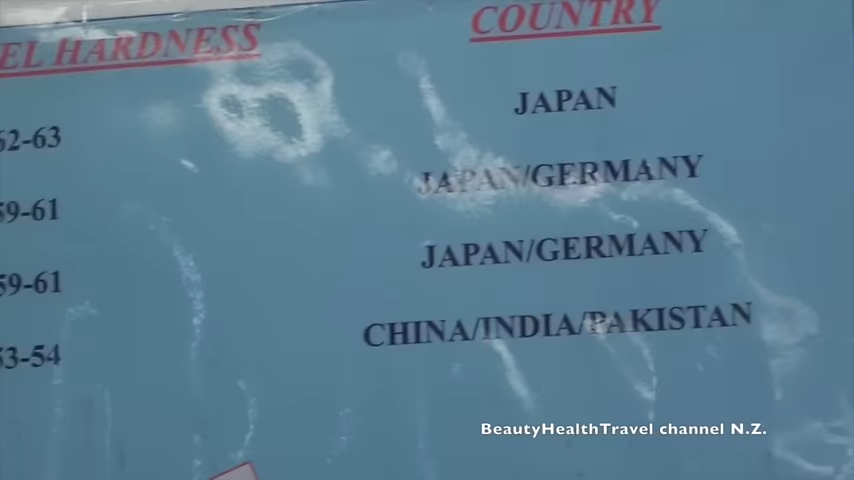 EL HARDNESS COUNTRY
62-63 JAPAN
59-61 JAPAN/GERMANY
59-61 JAPAN/GERMANY
53-54 CHINA/INDIA/PAKISTAN
BeautyHealthTravel channel N.Z.